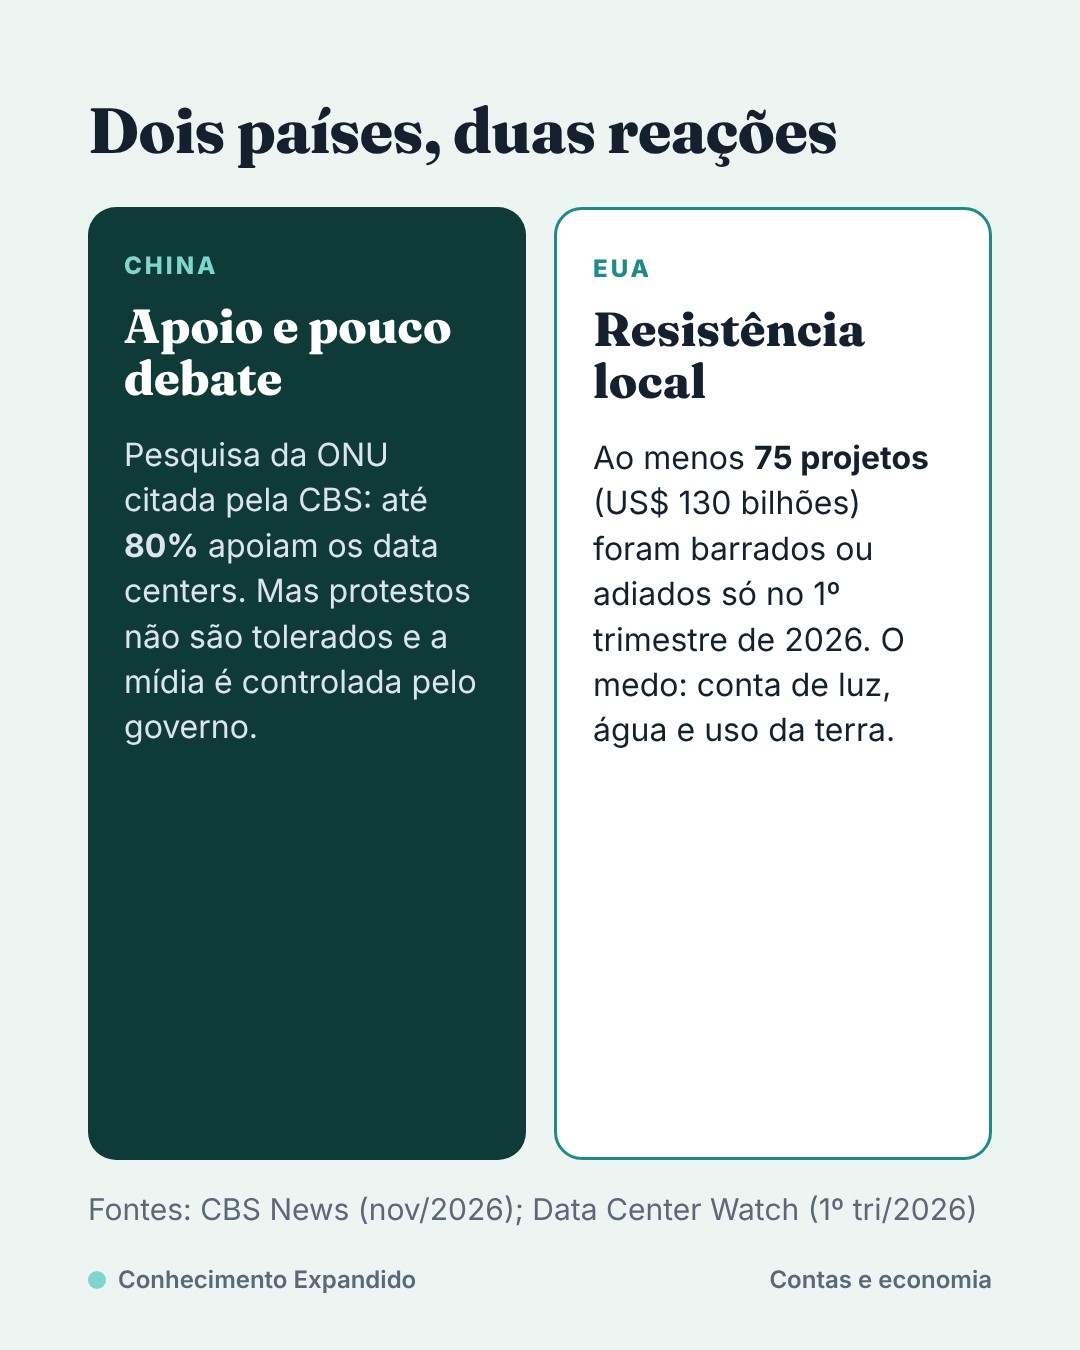 Dois países, duas reações
CHINA
Apoio e pouco
debate
Pesquisa da ONU
citada pela CBS: até
80% apoiam os data
centers. Mas protestos
não são tolerados e a
mídia é controlada pelo
governo.
EUA
Resistência
local
Ao menos 75 projetos
(US$ 130 bilhões)
foram barrados ou
adiados só no 1º
trimestre de 2026. O
medo: conta de luz,
água e uso da terra.
Fontes: CBS News (nov/2026); Data Center Watch (1º tri/2026)
Conhecimento Expandido
Contas e economia